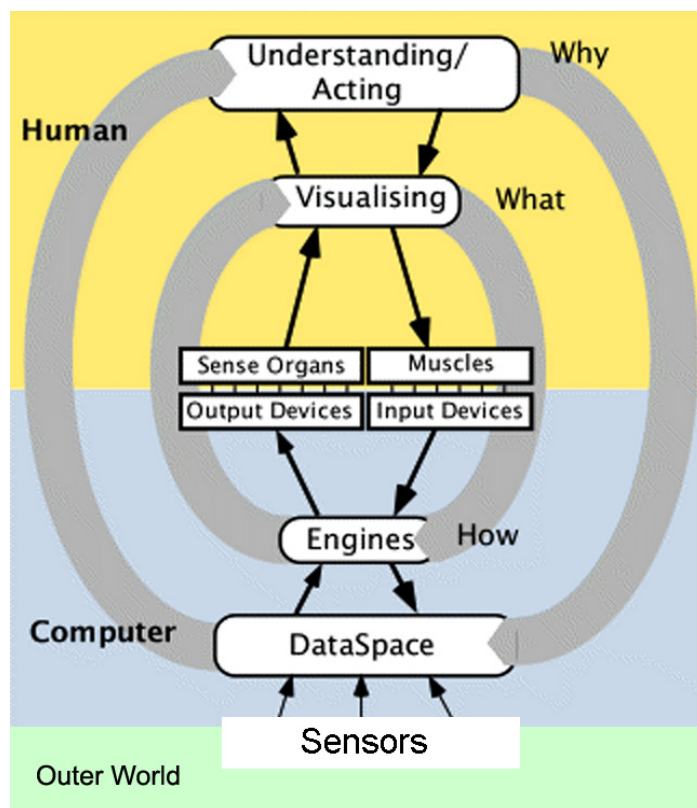 Understanding/
Acting
Why
Human
Visualising
What
Sense Organs
Muscles
Output Devices
Input Devices
Engines
How
Computer
DataSpace
Sensors
Outer World